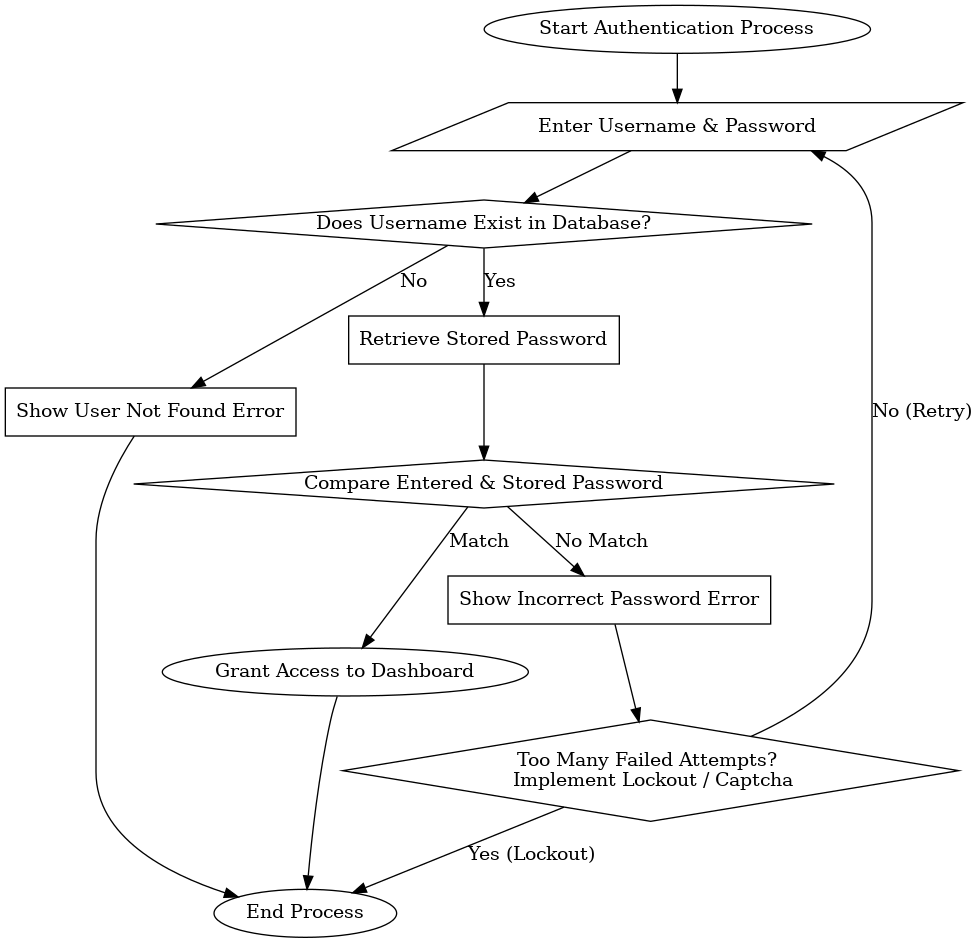 Start Authentication Process
Enter Username & Password
Does Username Exist in Database?
No
Yes
Retrieve Stored Password
Show User Not Found Error
No (Retry)
Compare Entered & Stored Password
Match
No Match
Show Incorrect Password Error
Grant Access to Dashboard
Too Many Failed Attempts?
Implement Lockout / Captcha
Yes (Lockout)
End Process